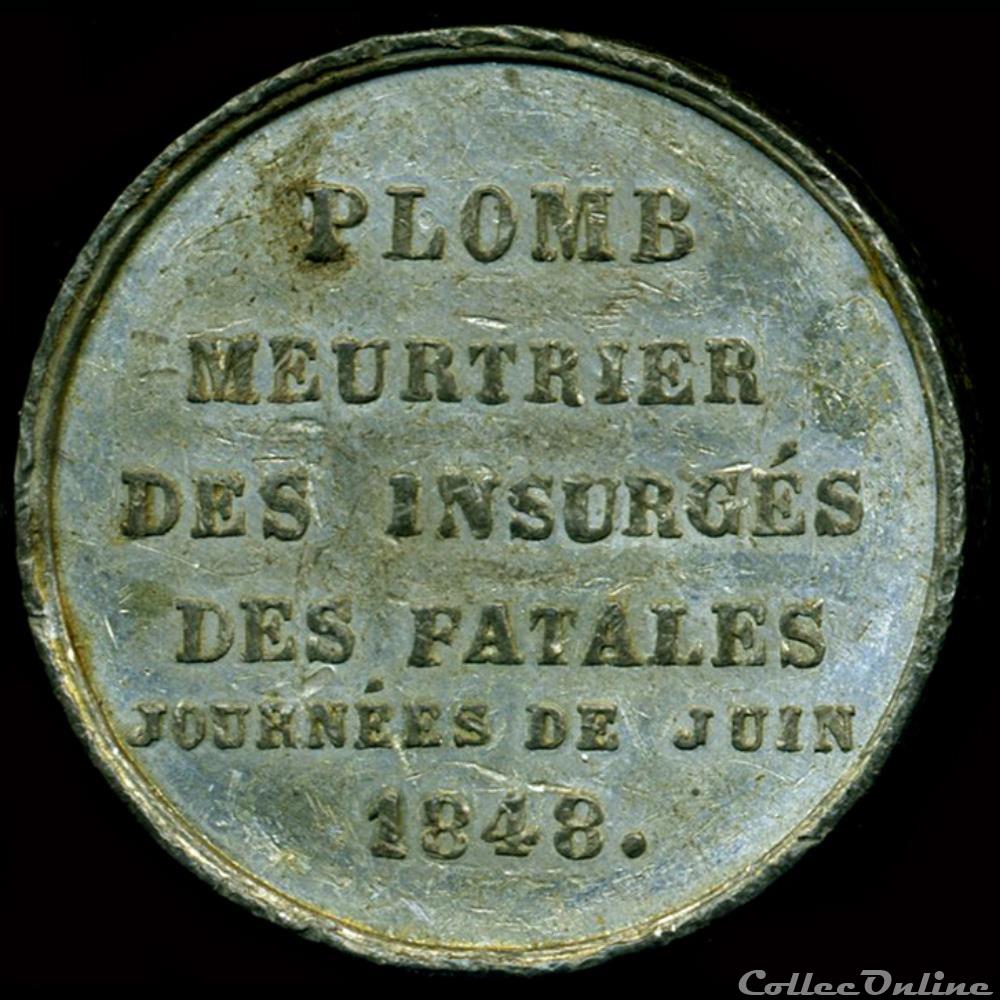 PLOMB
MEURTRIER
DES INSURGÉS
DES FATALES
JOURNÉES DE JUIN
1848.
CollecOnline